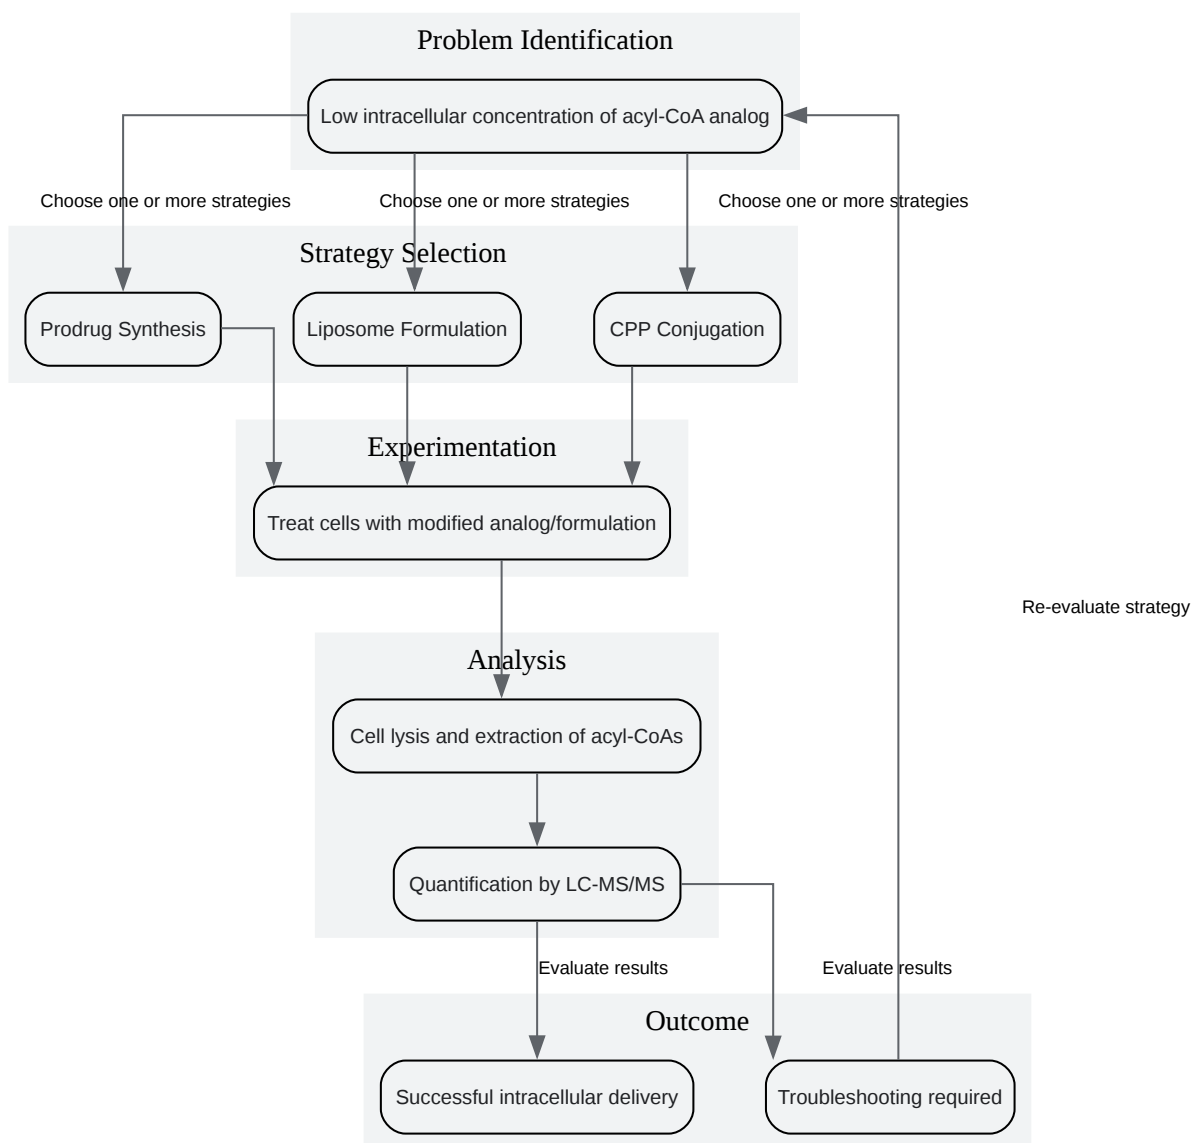 Problem Identification
Low intracellular concentration of acyl-CoA analog
Choose one or more strategies
Choose one or more strategies
Choose one or more strategies
Strategy Selection
Prodrug Synthesis
Liposome Formulation
CPP Conjugation
Experimentation
Treat cells with modified analog/formulation
Re-evaluate strategy
Analysis
Cell lysis and extraction of acyl-CoAs
Quantification by LC-MS/MS
Evaluate results
Evaluate results
Outcome
Successful intracellular delivery
Troubleshooting required